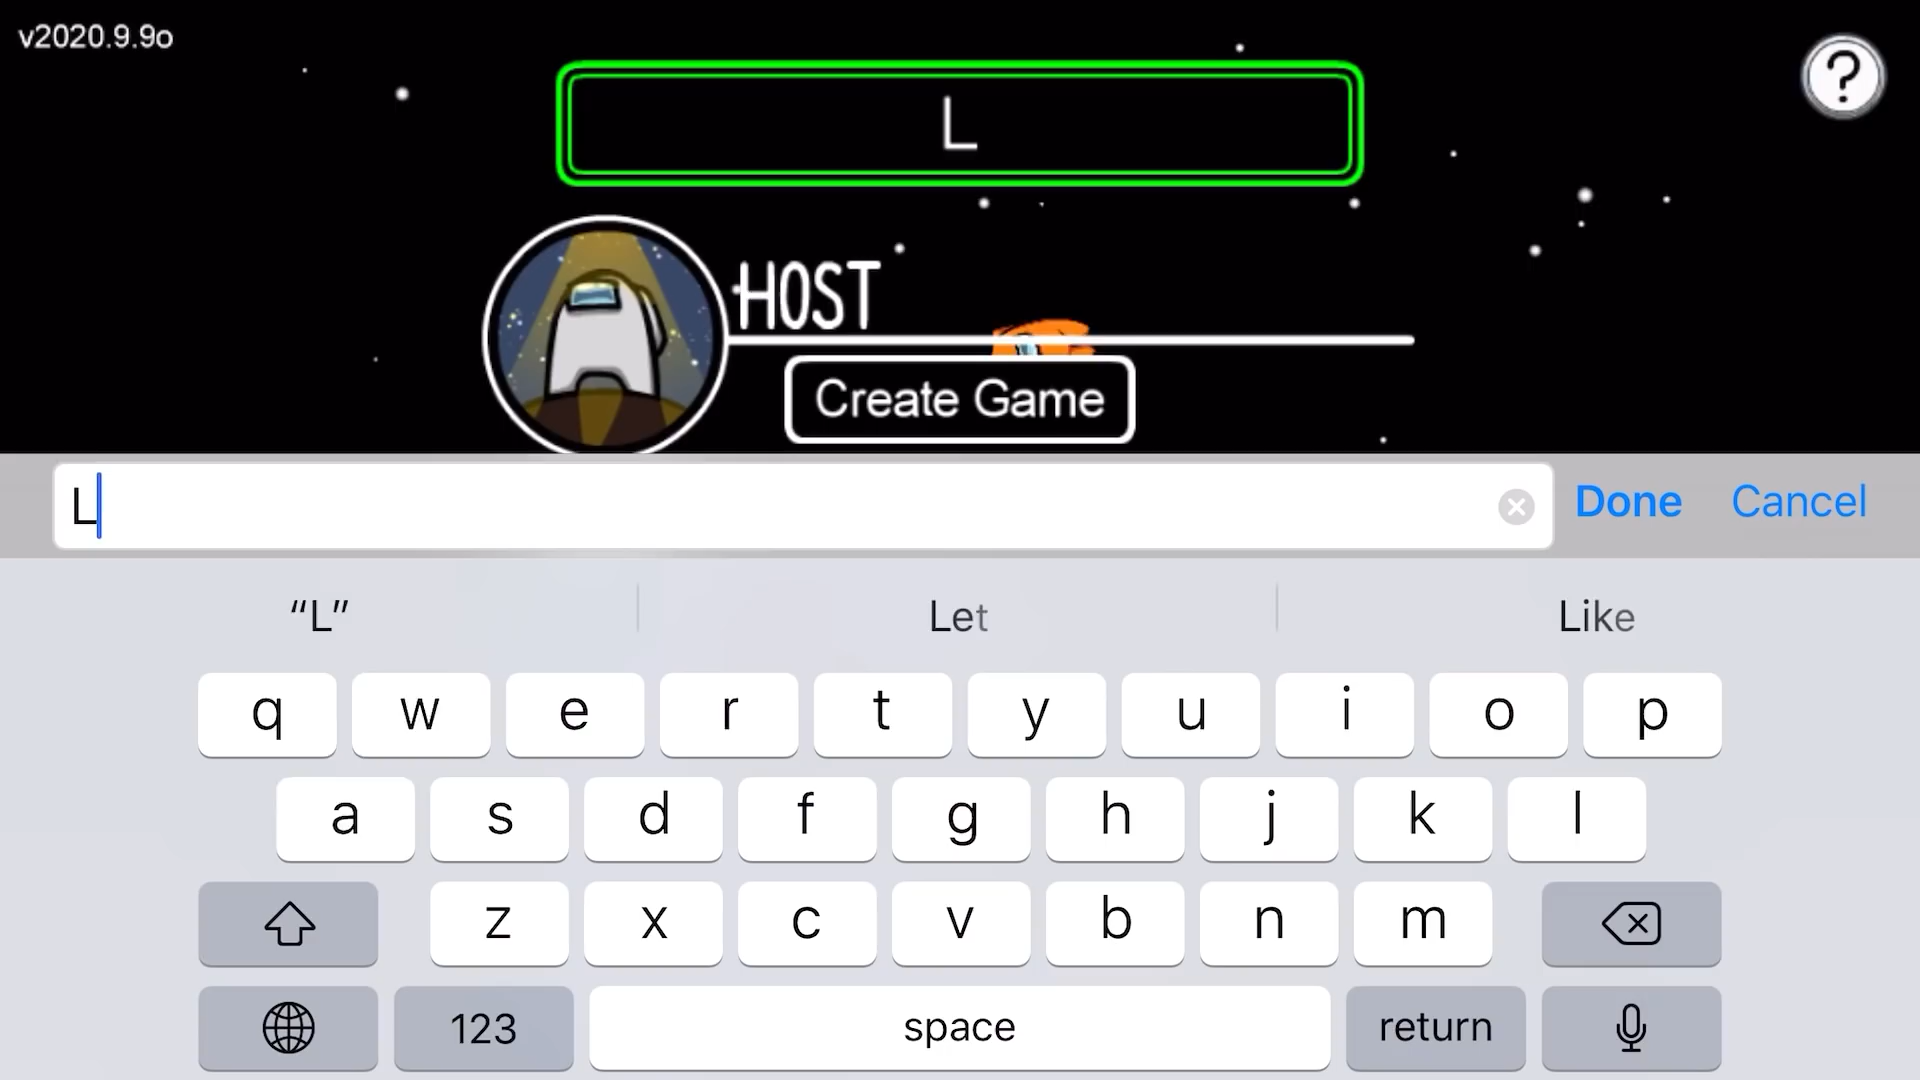 v2020.9.9o
?
L
HOST
Create Game
L
Done
Cancel
“L”
Let
Like
q w e r t y u i o p
a s d f g h j k l
z x c v b n m
123
space
return